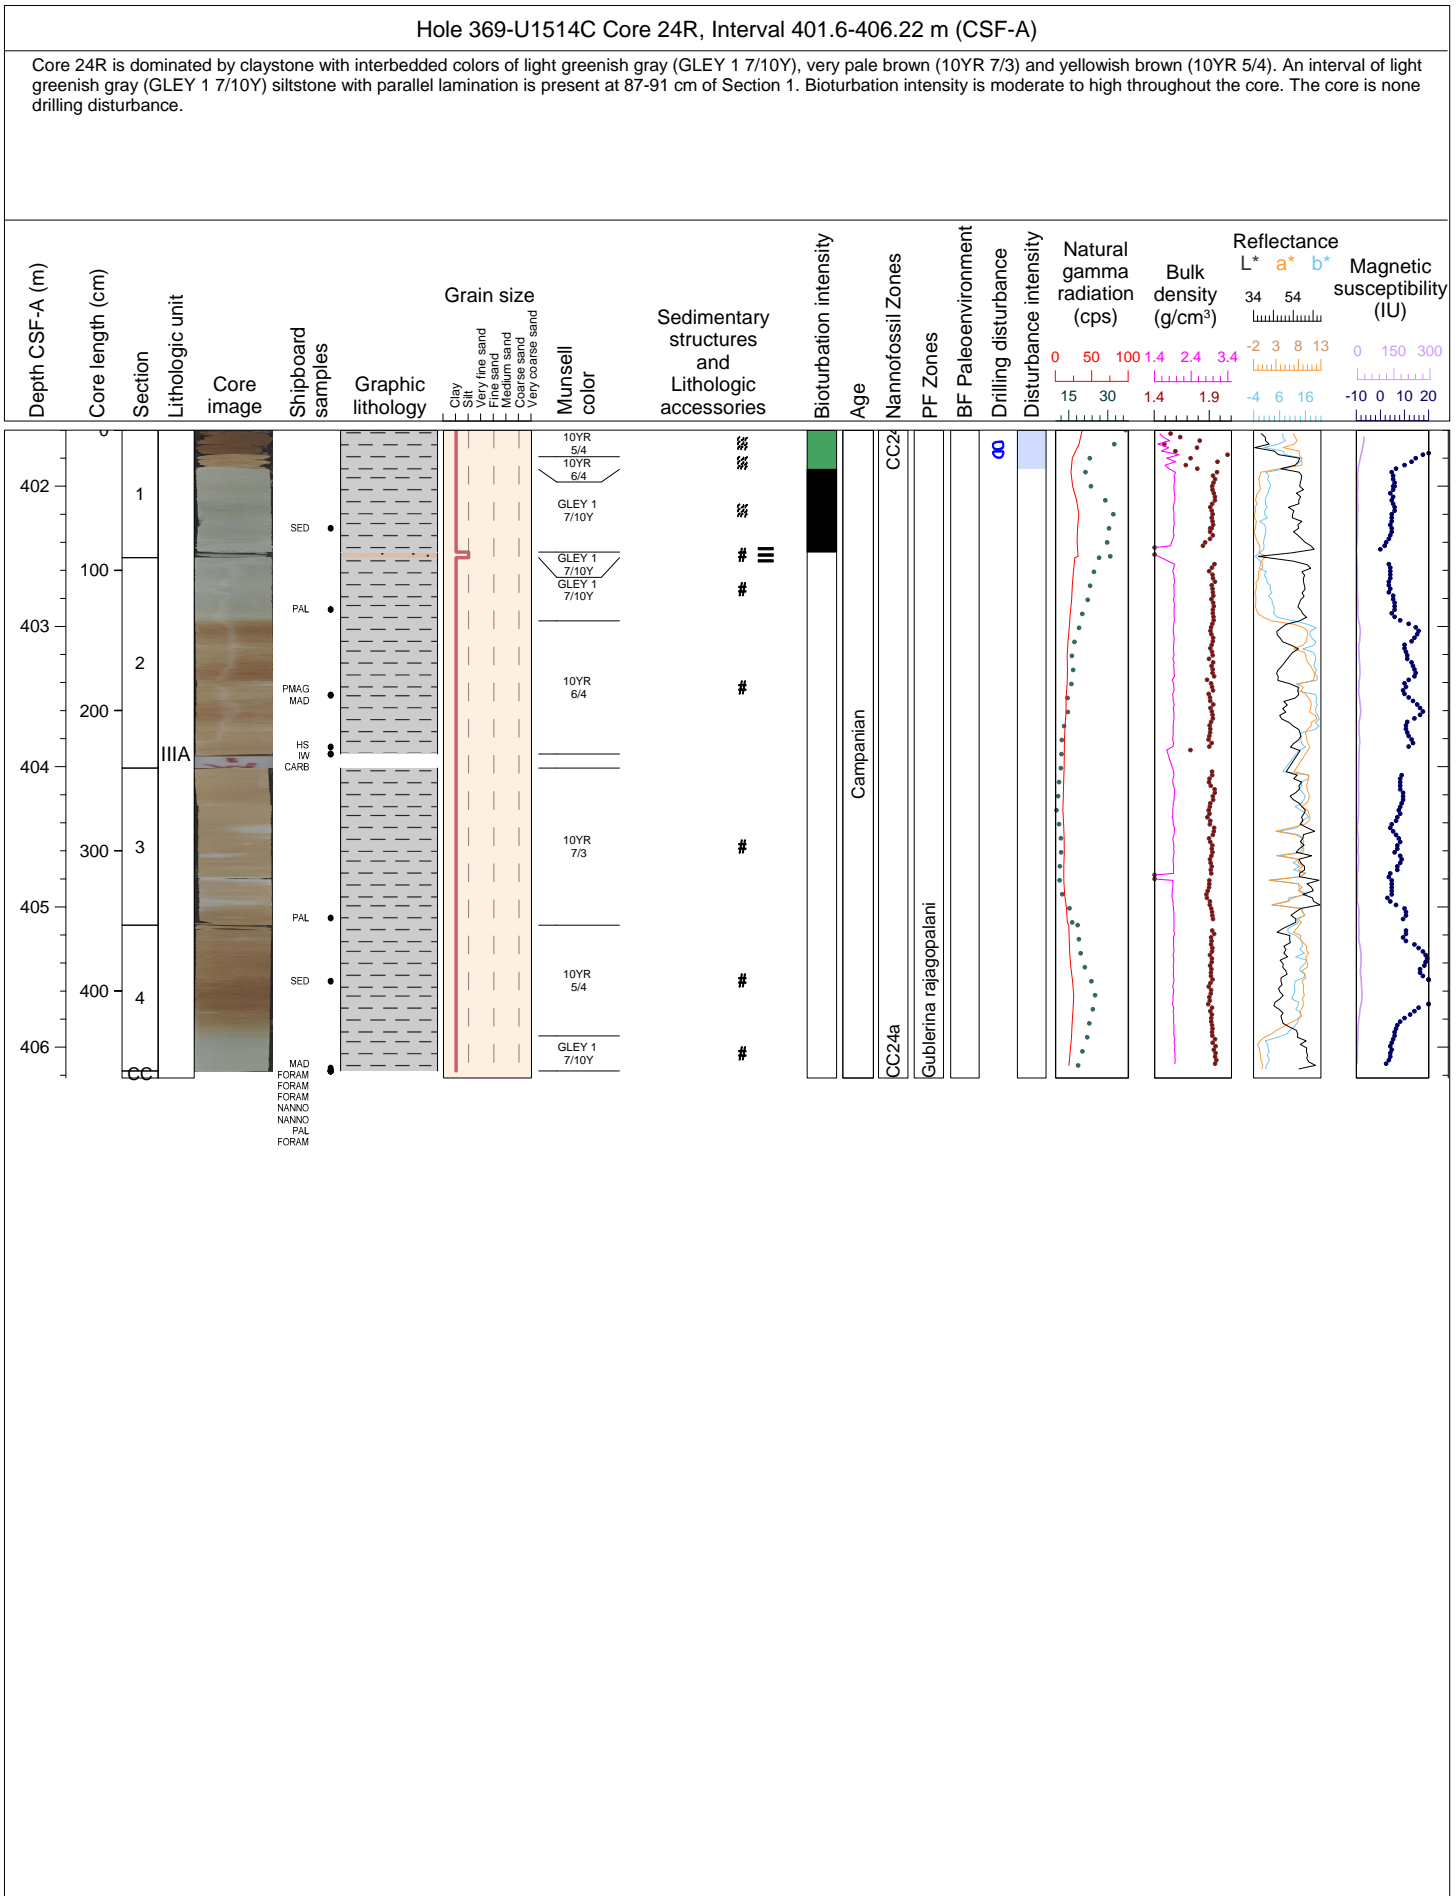 Hole 369-U1514C Core 24R, Interval 401.6-406.22 m (CSF-A)
Core 24R is dominated by claystone with interbedded colors of light greenish gray (GLEY 1 7/10Y), very pale brown (10YR 7/3) and yellowish brown (10YR 5/4). An interval of light
greenish gray (GLEY 1 7/10Y) siltstone with parallel lamination is present at 87-91 cm of Section 1. Bioturbation intensity is moderate to high throughout the core. The core is none
drilling disturbance.
Depth CSF-A (m)
Core length (cm)
Section
Lithologic unit
Core
image
Shipboard
samples
Graphic
lithology
Grain size
Clay
Silt
Very fine sand
Fine sand
Medium sand
Coarse sand
Very coarse sand
Munsell
color
Sedimentary
structures
and
Lithologic
accessories
Bioturbation intensity
Age
Nannofossil Zones
PF Zones
BF Paleoenvironment
Drilling disturbance
Disturbance intensity
Natural
gamma
radiation
(cps)
0 50 100
15 30
Bulk
density
(g/cm³)
1.4 2.4 3.4
1.4 1.9
Reflectance
L* a* b*
34 54
-2 3 8 13
-4 6 16
Magnetic
susceptibility
(IU)
0 150 300
-10 0 10 20
402
403
404
405
406
0
100
200
300
400
1
2
3
4
CC
IIIA
SED
PAL
PMAG
MAD
HS
IW
CARB
PAL
SED
MAD
FORAM
FORAM
FORAM
NANNO
NANNO
PAL
FORAM
10YR
5/4
10YR
6/4
GLEY 1
7/10Y
GLEY 1
7/10Y
GLEY 1
7/10Y
10YR
6/4
10YR
7/3
10YR
5/4
GLEY 1
7/10Y
Campanian
CC24
CC24a
Gublerina rajagopalani